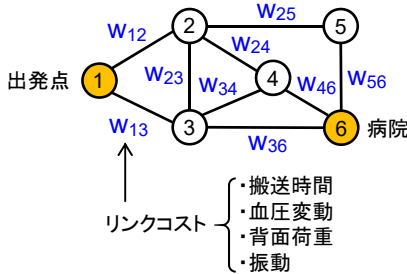 w25
2
5
w12
w24
出発点
1
w23
w34
4
w46
w56
w13
3
w36
6
病院
リンクコスト
・搬送時間
・血圧変動
・背面荷重
・振動